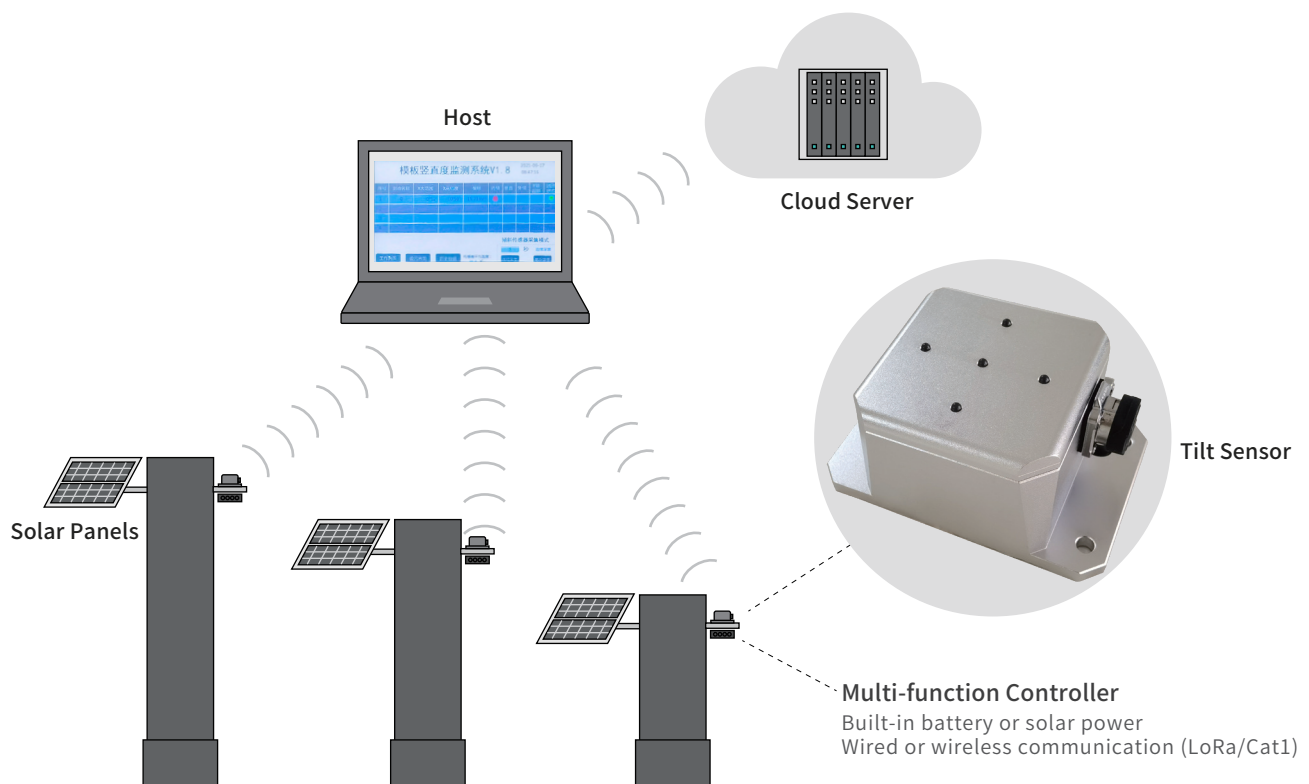 Host
模板竖直度监测系统V1.8
Cloud Server
Tilt Sensor
Solar Panels
Multi-function Controller
Built-in battery or solar power
Wired or wireless communication (LoRa/Cat1)